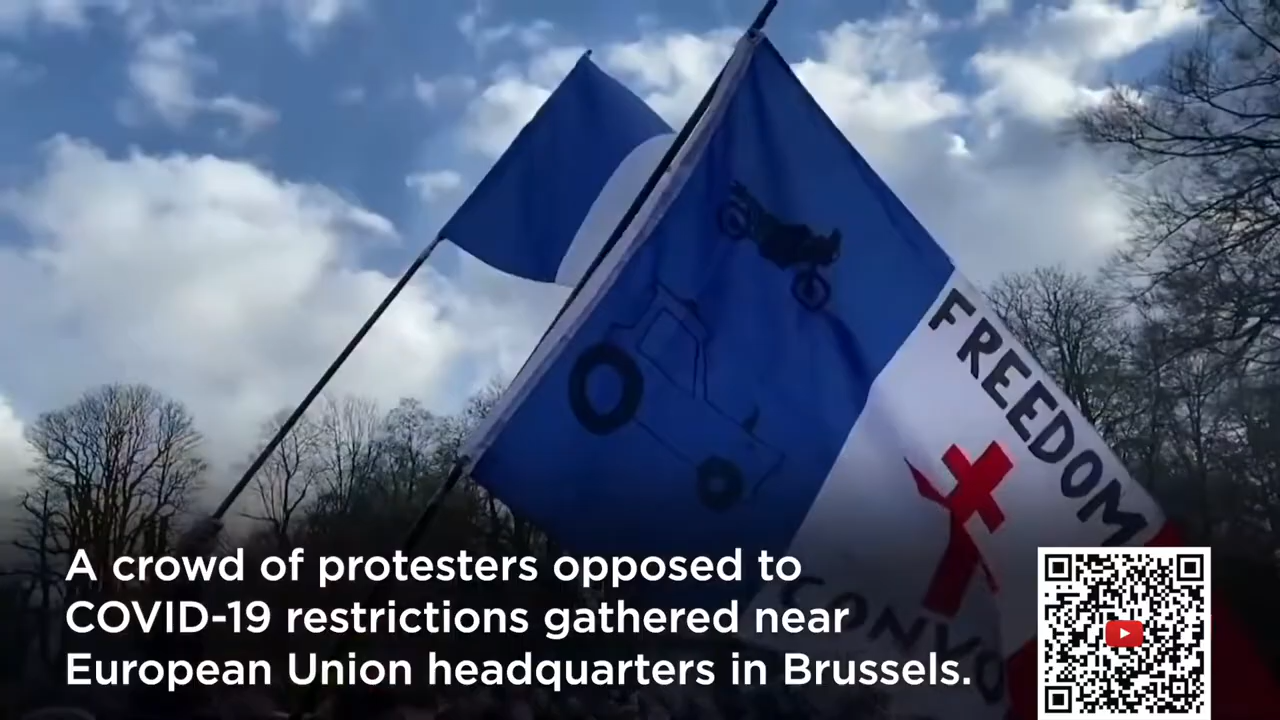 FREEDOM
CONVO
A crowd of protesters opposed to
COVID-19 restrictions gathered near
European Union headquarters in Brussels.